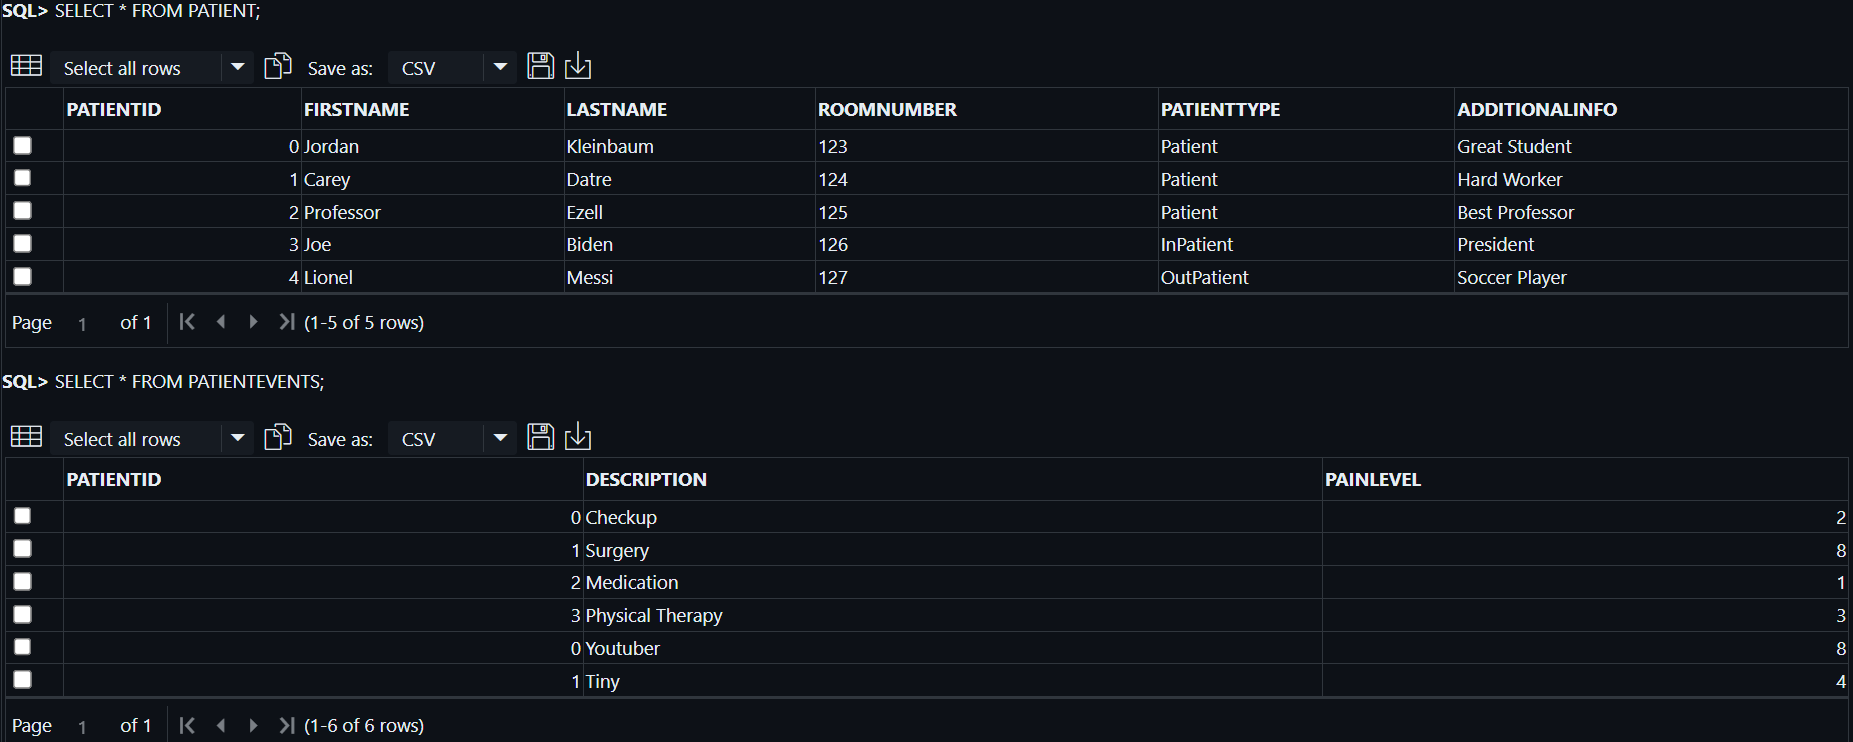 SQL> SELECT * FROM PATIENT;
Select all rows Save as: CSV
PATIENTID FIRSTNAME LASTNAME ROOMNUMBER PATIENTTYPE ADDITIONALINFO
0 Jordan Kleinbaum 123 Patient Great Student
1 Carey Datre 124 Patient Hard Worker
2 Professor Ezell 125 Patient Best Professor
3 Joe Biden 126 InPatient President
4 Lionel Messi 127 OutPatient Soccer Player
Page 1 of 1 (1-5 of 5 rows)
SQL> SELECT * FROM PATIENTEVENTS;
Select all rows Save as: CSV
PATIENTID DESCRIPTION PAINLEVEL
0 Checkup 2
1 Surgery 8
2 Medication 1
3 Physical Therapy 3
0 Youtuber 8
1 Tiny 4
Page 1 of 1 (1-6 of 6 rows)